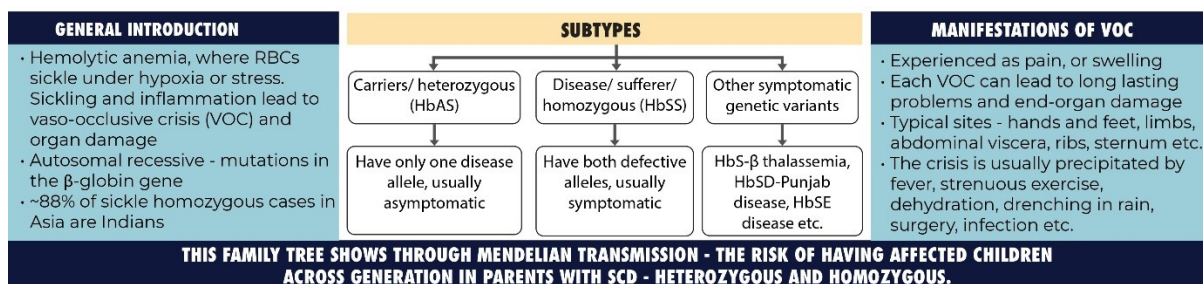 GENERAL INTRODUCTION
• Hemolytic anemia, where RBCs
sickle under hypoxia or stress.
Sickling and inflammation lead to
vaso-occlusive crisis (VOC) and
organ damage
• Autosomal recessive - mutations in
the β-globin gene
• ~88% of sickle homozygous cases in
Asia are Indians
SUBTYPES
Carriers/ heterozygous
(HbAS)
Disease/ sufferer/
homozygous (HbSS)
Other symptomatic
genetic variants
Have only one disease
allele, usually
asymptomatic
Have both defective
alleles, usually
symptomatic
HbS-β thalassemia,
HbSD-Punjab
disease, HbSE
disease etc.
MANIFESTATIONS OF VOC
• Experienced as pain, or swelling
• Each VOC can lead to long lasting
problems and end-organ damage
• Typical sites - hands and feet, limbs,
abdominal viscera, ribs, sternum etc.
• The crisis is usually precipitated by
fever, strenuous exercise,
dehydration, drenching in rain,
surgery, infection etc.
THIS FAMILY TREE SHOWS THROUGH MENDELIAN TRANSMISSION - THE RISK OF HAVING AFFECTED CHILDREN
ACROSS GENERATION IN PARENTS WITH SCD - HETEROZYGOUS AND HOMOZYGOUS.